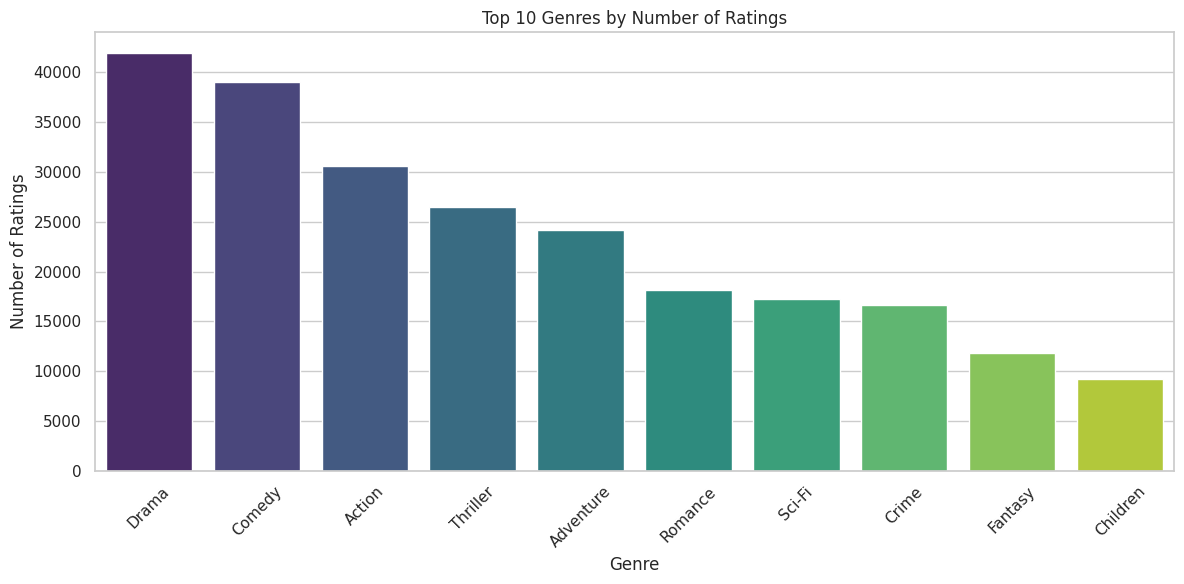 Top 10 Genres by Number of Ratings
Number of Ratings
40000
35000
30000
25000
20000
15000
10000
5000
0
Drama
Comedy
Action
Thriller
Adventure
Romance
Sci-Fi
Crime
Fantasy
Children
Genre